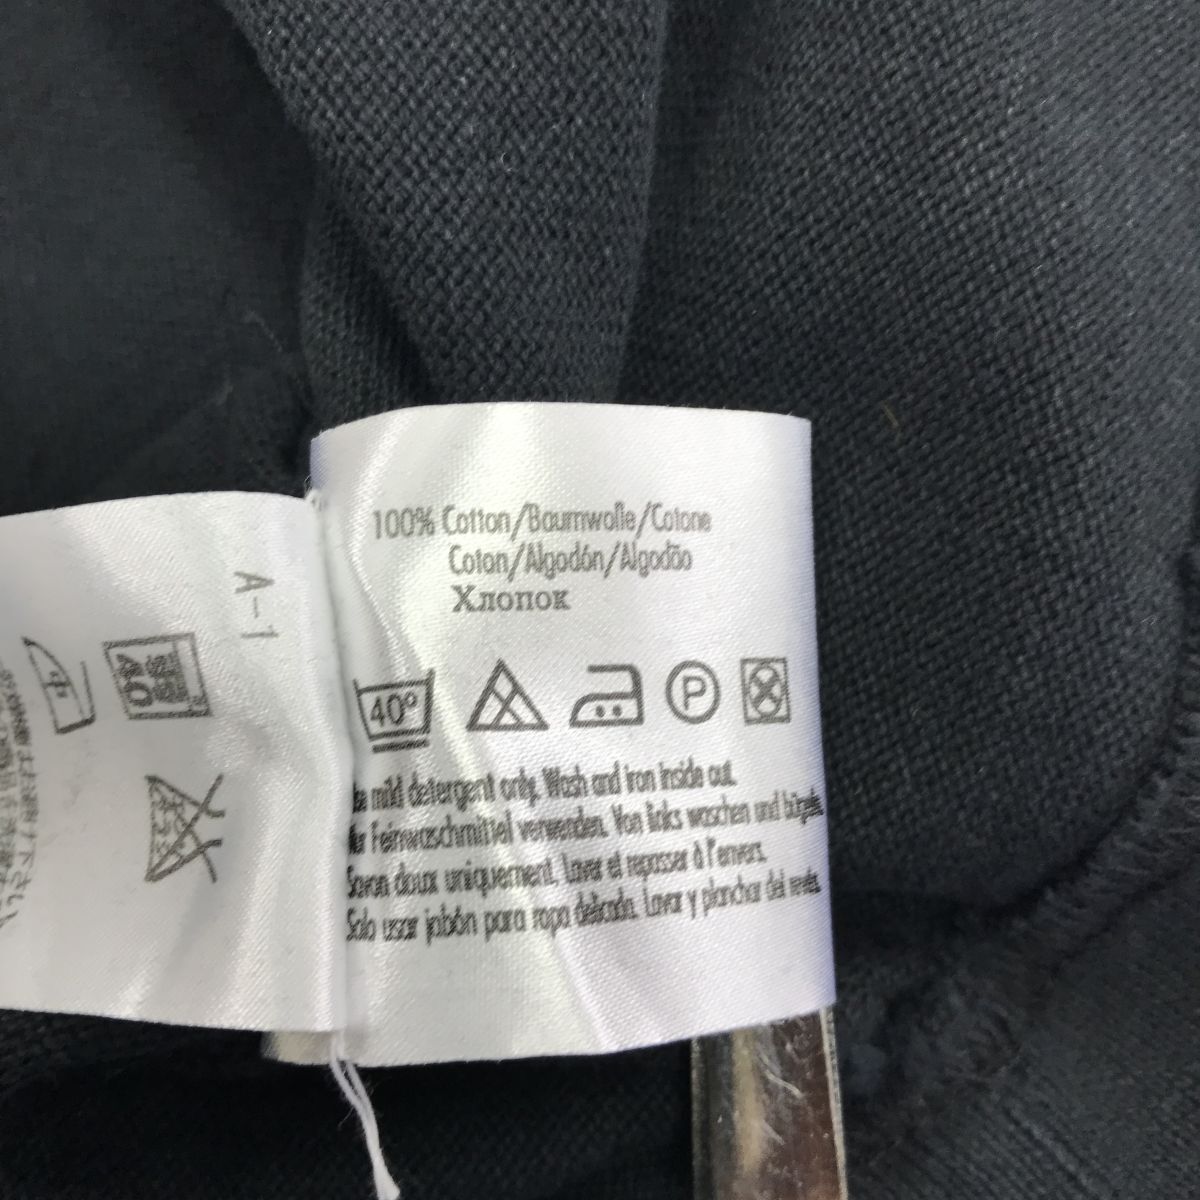 100% Cotton/Baumwolle/Cotone
Coton/Algodón/Algodão
Хлопок
40°
P
mild detergent only. Wash and iron inside out.
Feinwaschmittel verwenden. Von links waschen und
Savon doux uniquement. Laver et repasser à l'envers.
Solo usar jabón para ropa delicada. Lavar y planchar del revés.
A-1
40
中